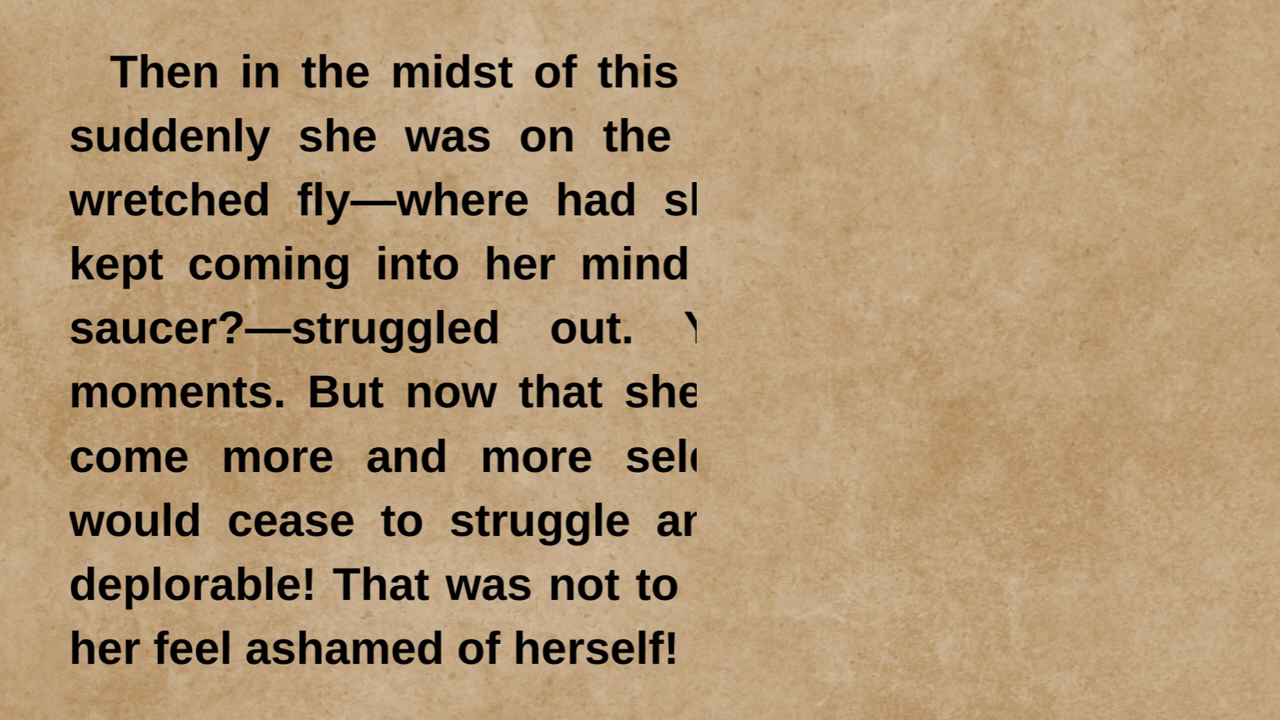 Then in the midst of this
suddenly she was on the
wretched fly—where had
kept coming into her mind
saucer?—struggled out.
moments. But now that she
come more and more
would cease to struggle
deplorable! That was not to
her feel ashamed of herself!